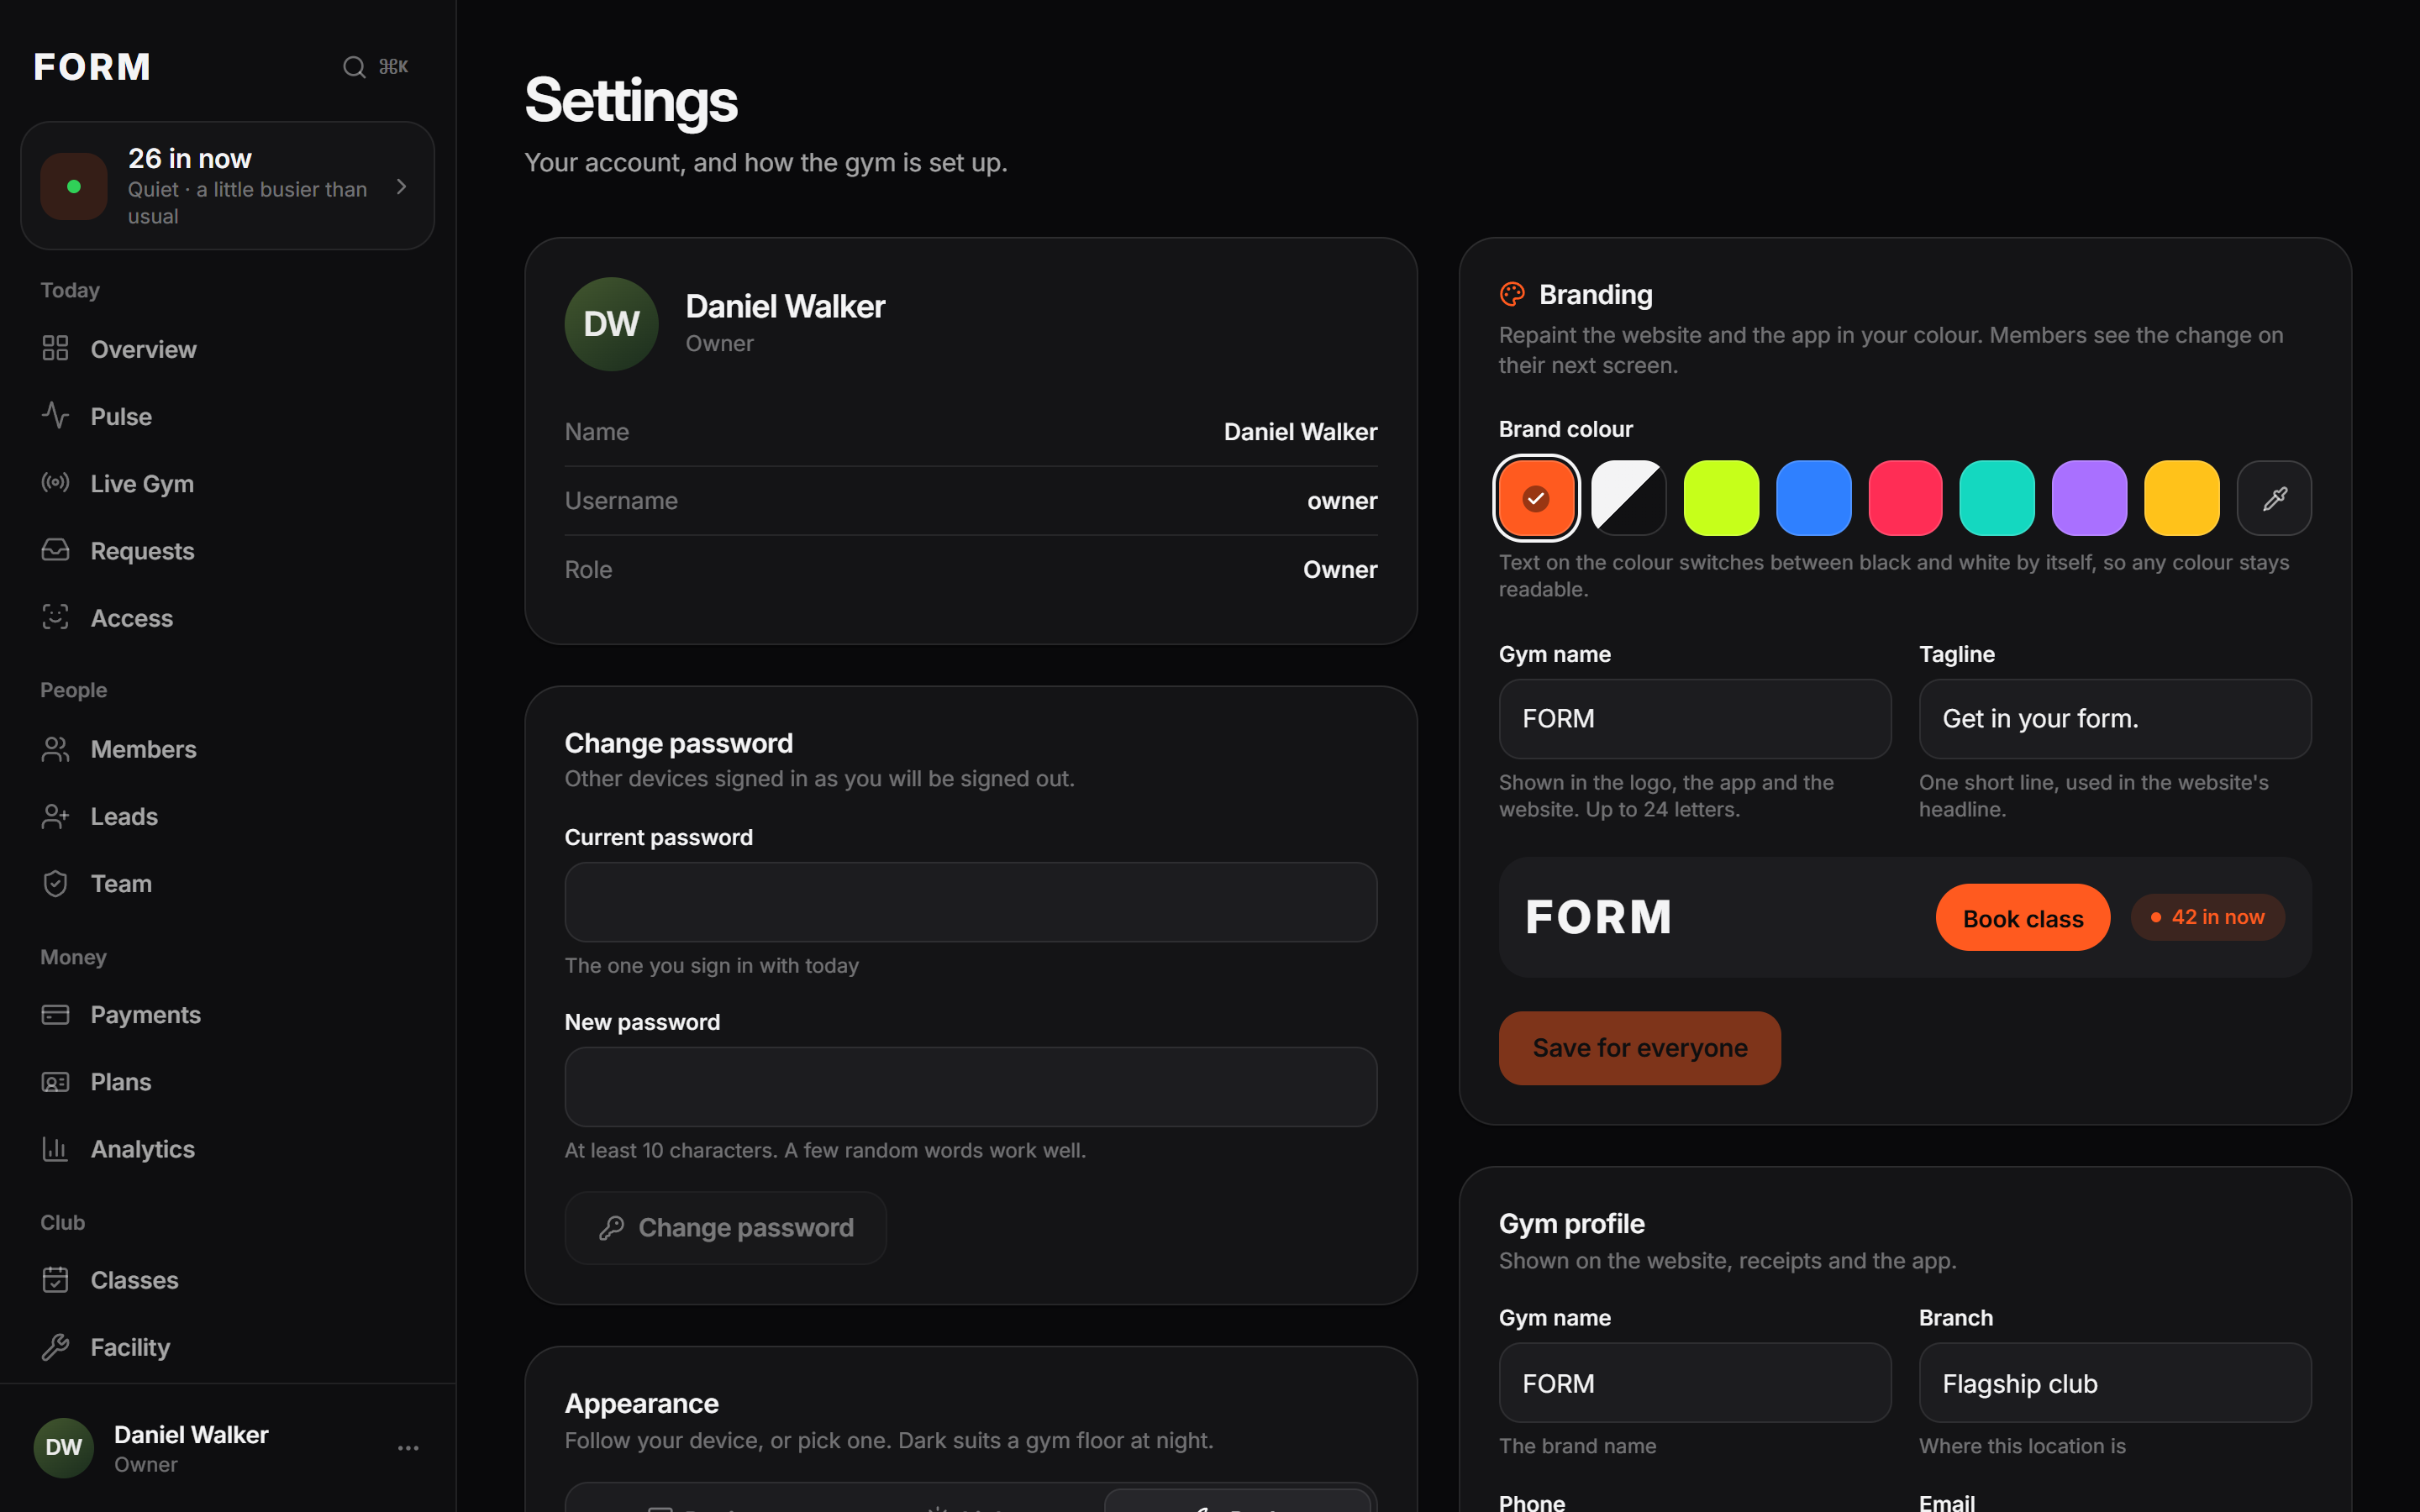 FORM
⌘K
26 in now
Quiet · a little busier than
usual
Today
Overview
Pulse
Live Gym
Requests
Access
People
Members
Leads
Team
Money
Payments
Plans
Analytics
Club
Classes
Facility
DW
Daniel Walker
Owner
Settings
Your account, and how the gym is set up.
DW
Daniel Walker
Owner
Name
Daniel Walker
Username
owner
Role
Owner
Change password
Other devices signed in as you will be signed out.
Current password
The one you sign in with today
New password
At least 10 characters. A few random words work well.
Change password
Appearance
Follow your device, or pick one. Dark suits a gym floor at night.
Branding
Repaint the website and the app in your colour. Members see the change on
their next screen.
Brand colour
Text on the colour switches between black and white by itself, so any colour stays
readable.
Gym name
FORM
Shown in the logo, the app and the
website. Up to 24 letters.
Tagline
Get in your form.
One short line, used in the website's
headline.
FORM
Book class
42 in now
Save for everyone
Gym profile
Shown on the website, receipts and the app.
Gym name
FORM
The brand name
Branch
Flagship club
Where this location is
Phone
Email